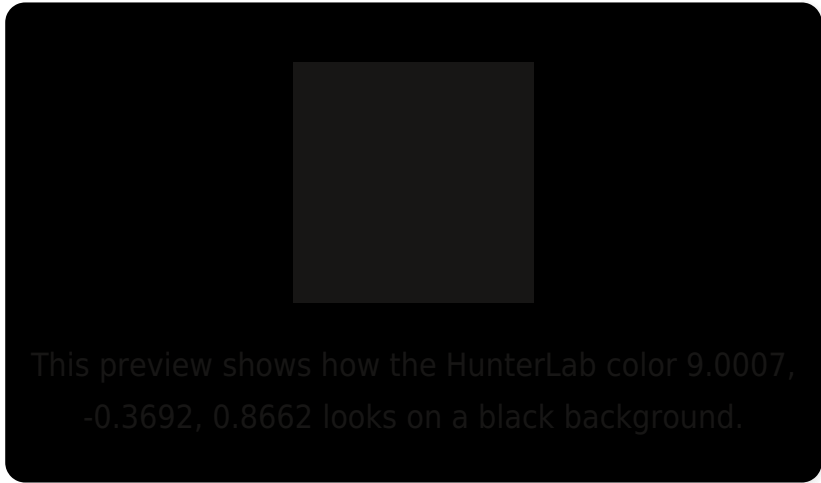 This preview shows how the HunterLab color 9.0007,
-0.3692, 0.8662 looks on a black background.